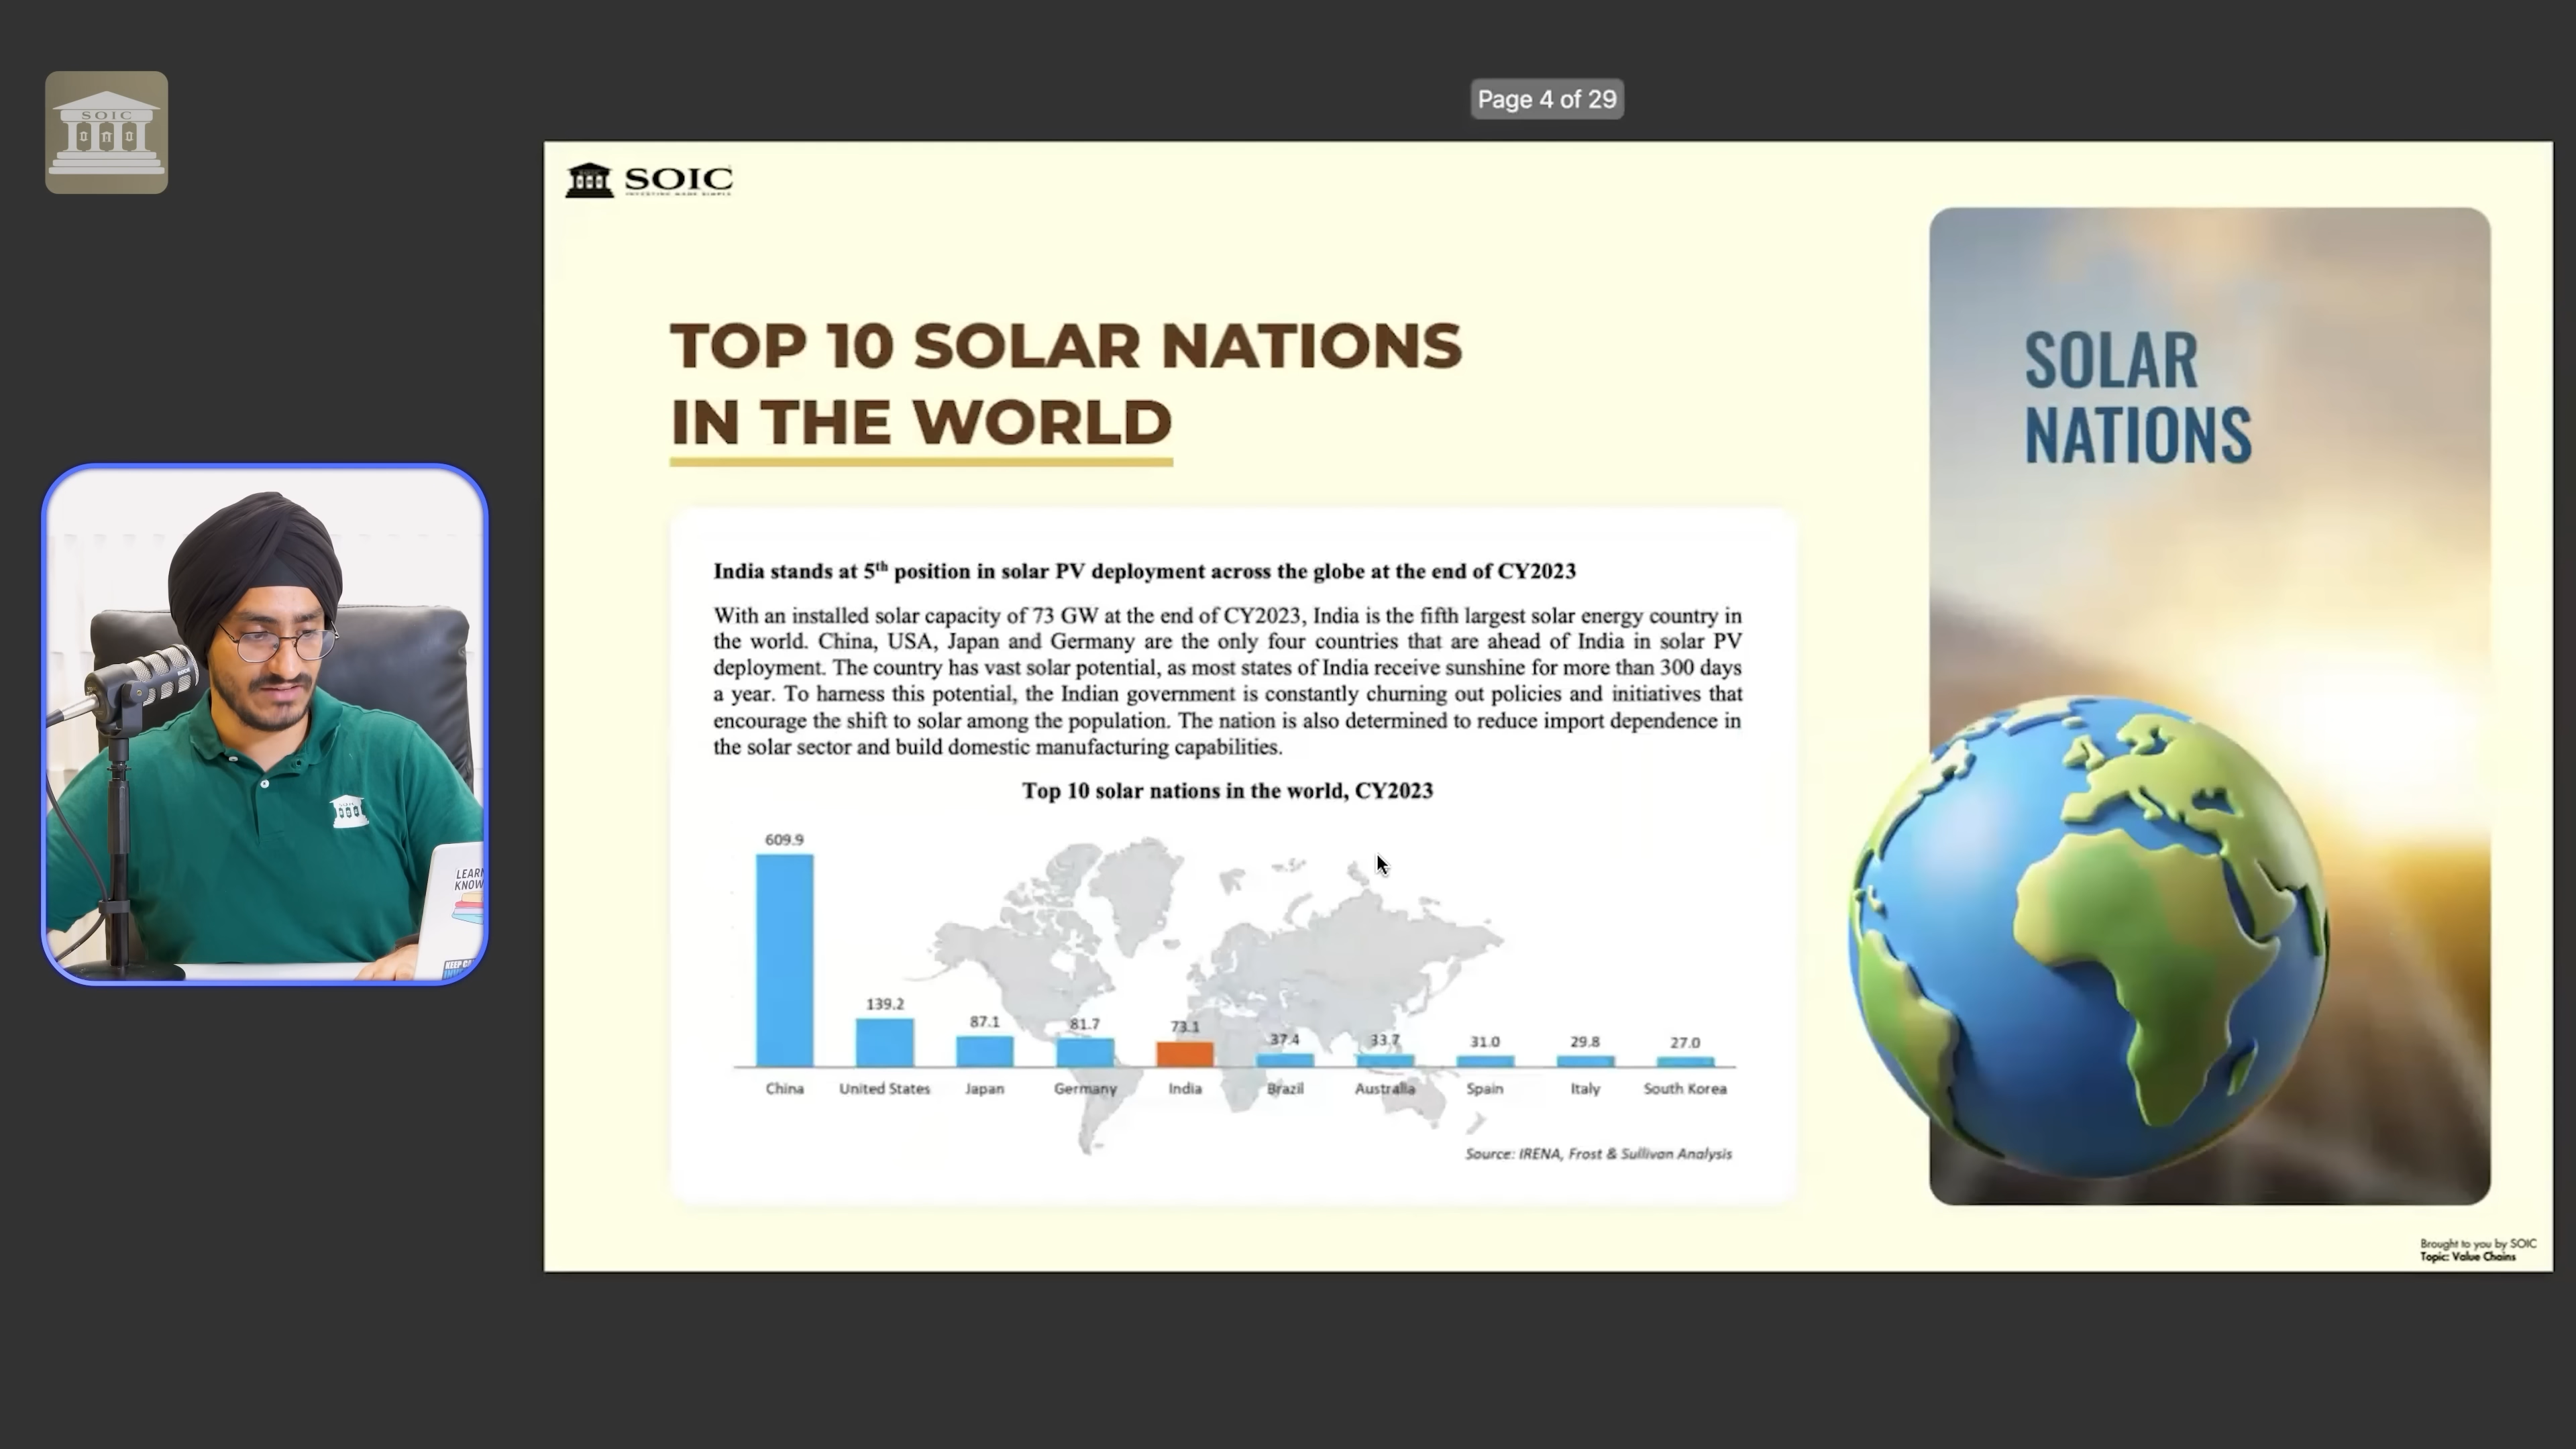 SOIC
Page 4 of 29
SOIC
INVESTING MADE SIMPLE
TOP 10 SOLAR NATIONS
IN THE WORLD
SOLAR
NATIONS
India stands at 5th position in solar PV deployment across the globe at the end of CY2023
With an installed solar capacity of 73 GW at the end of CY2023, India is the fifth largest solar energy country in
the world. China, USA, Japan and Germany are the only four countries that are ahead of India in solar PV
deployment. The country has vast solar potential, as most states of India receive sunshine for more than 300 days
a year. To harness this potential, the Indian government is constantly churning out policies and initiatives that
encourage the shift to solar among the population. The nation is also determined to reduce import dependence in
the solar sector and build domestic manufacturing capabilities.
Top 10 solar nations in the world, CY2023
609.9
139.2
87.1
81.7
73.1
37.4
33.7
31.0
29.8
27.0
China United States Japan Germany India Brazil Australia Spain Italy South Korea
Source: IRENA, Frost & Sullivan Analysis
LEARN
KNOW
KEEP CA
Brought to you by SOIC
Topic: Value Chains